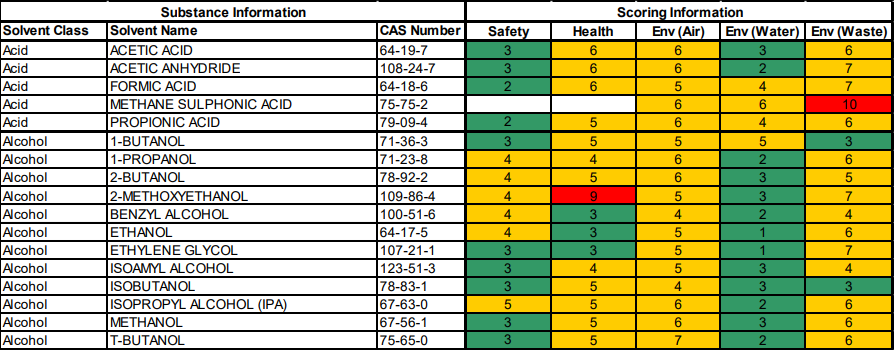 Substance Information Scoring Information
Solvent Class Solvent Name CAS Number Safety Health Env (Air) Env (Water) Env (Waste)
Acid ACETIC ACID 64-19-7 3 6 6 3 6
Acid ACETIC ANHYDRIDE 108-24-7 3 6 6 2 7
Acid FORMIC ACID 64-18-6 2 6 5 4 7
Acid METHANE SULPHONIC ACID 75-75-2 6 6 10
Acid PROPIONIC ACID 79-09-4 2 5 6 4 6
Alcohol 1-BUTANOL 71-36-3 3 5 5 5 3
Alcohol 1-PROPANOL 71-23-8 4 4 6 2 6
Alcohol 2-BUTANOL 78-92-2 4 5 6 3 5
Alcohol 2-METHOXYETHANOL 109-86-4 4 9 5 3 7
Alcohol BENZYL ALCOHOL 100-51-6 4 3 4 2 4
Alcohol ETHANOL 64-17-5 4 3 5 1 6
Alcohol ETHYLENE GLYCOL 107-21-1 3 3 5 1 7
Alcohol ISOAMYL ALCOHOL 123-51-3 3 4 5 3 4
Alcohol ISOBUTANOL 78-83-1 3 5 4 3 3
Alcohol ISOPROPYL ALCOHOL (IPA) 67-63-0 5 5 6 2 6
Alcohol METHANOL 67-56-1 3 5 6 3 6
Alcohol T-BUTANOL 75-65-0 3 5 7 2 6